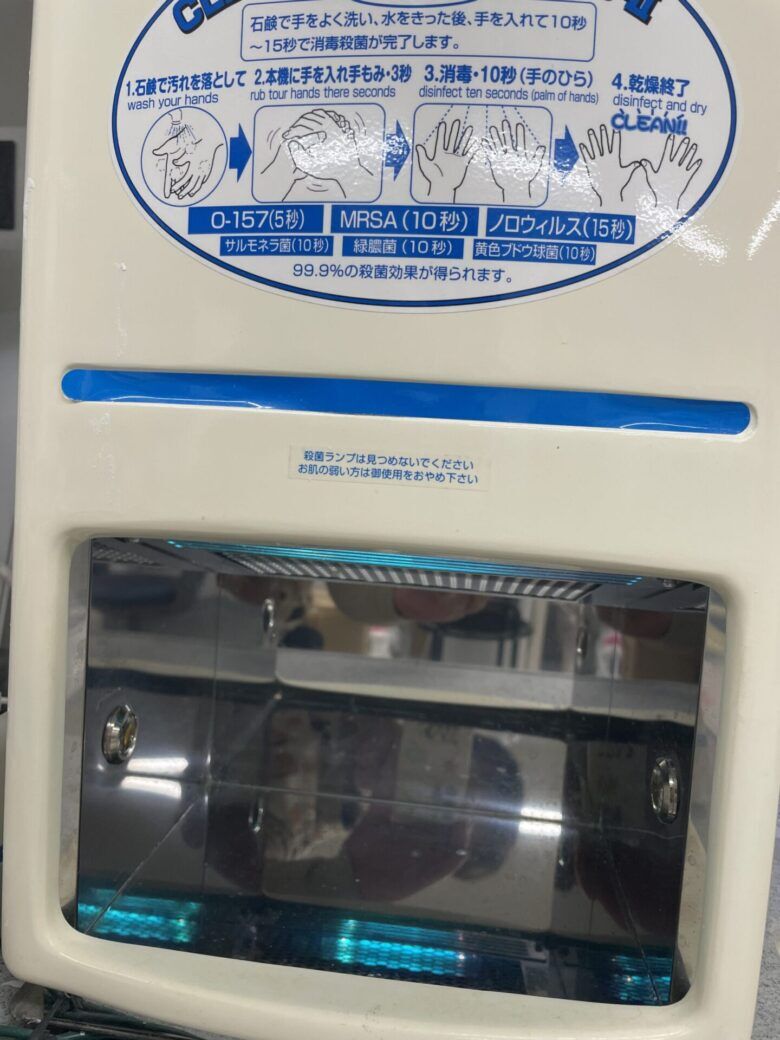 石鹸で手をよく洗い、水をきった後、手を入れて10秒
～15秒で消毒殺菌が完了します。
1.石鹸で汚れを落として
wash your hands
2.本機に手を入れ手もみ・3秒
rub tour hands there seconds
3.消毒・10秒（手のひら）
disinfect ten seconds (palm of hands)
4.乾燥終了
disinfect and dry
CLEAN!!
O-157(5秒)
MRSA(10秒)
ノロウィルス(15秒)
サルモネラ菌(10秒)
緑膿菌(10秒)
黄色ブドウ球菌(10秒)
99.9%の殺菌効果が得られます。
殺菌ランプは見つめないでください
お肌の弱い方は御使用をおやめ下さい